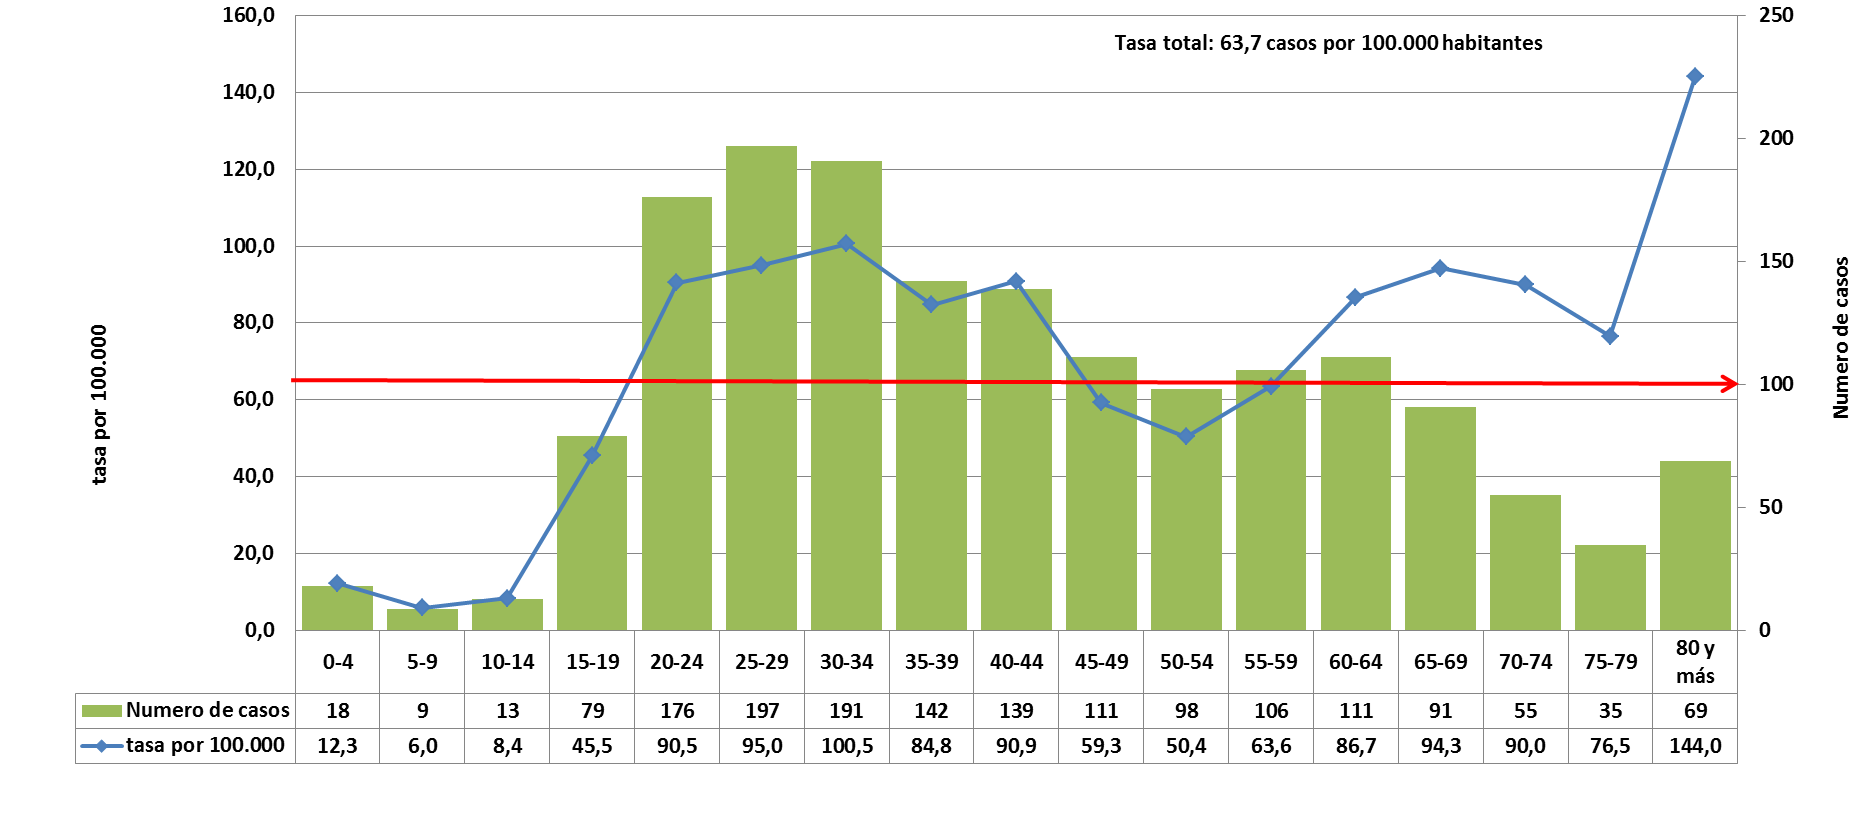 160,0
140,0
120,0
100,0
80,0
60,0
40,0
20,0
0,0
tasa por 100.000
Tasa total: 63,7 casos por 100.000 habitantes
250
200
150
100
50
0
Numero de casos
0-4 5-9 10-14 15-19 20-24 25-29 30-34 35-39 40-44 45-49 50-54 55-59 60-64 65-69 70-74 75-79 80 y
más
Numero de casos 18 9 13 79 176 197 191 142 139 111 98 106 111 91 55 35 69
tasa por 100.000 12,3 6,0 8,4 45,5 90,5 95,0 100,5 84,8 90,9 59,3 50,4 63,6 86,7 94,3 90,0 76,5 144,0